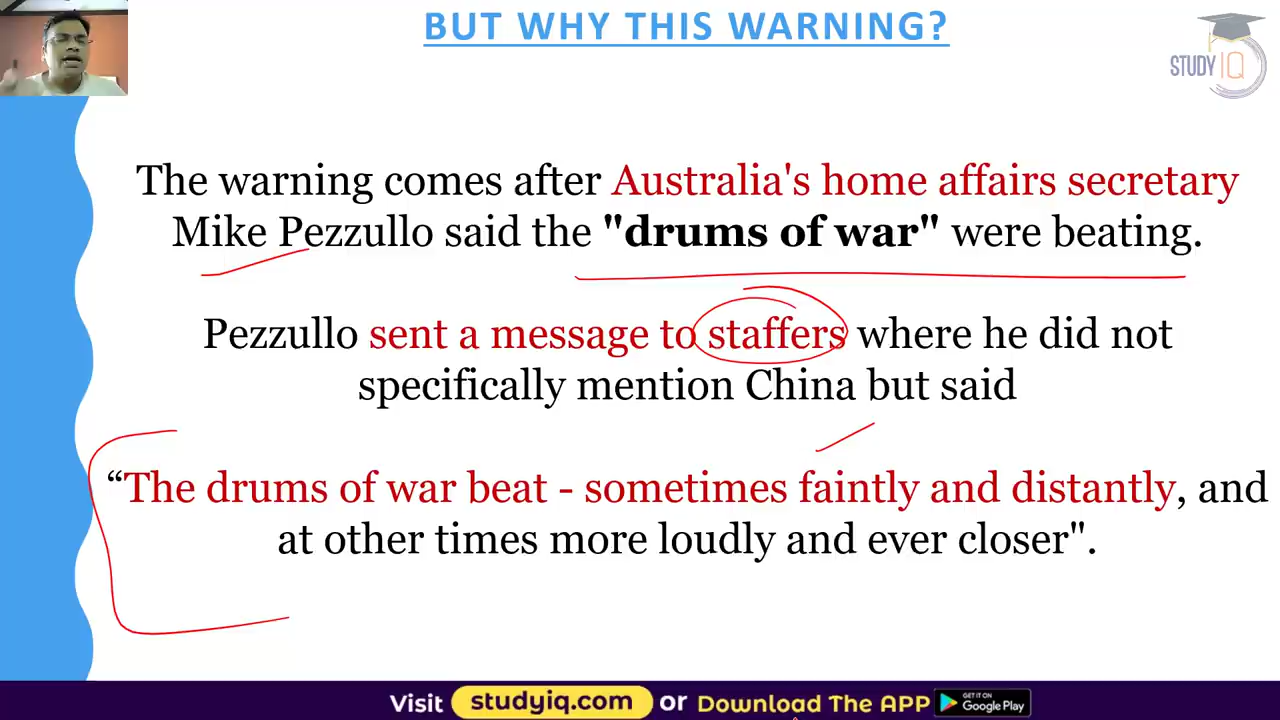 BUT WHY THIS WARNING?
STUDY IQ
The warning comes after Australia's home affairs secretary
Mike Pezzullo said the "drums of war" were beating.
Pezzullo sent a message to staffers where he did not
specifically mention China but said
“The drums of war beat - sometimes faintly and distantly, and
at other times more loudly and ever closer".
Visit studyiq.com or Download The APP GET IT ON Google Play